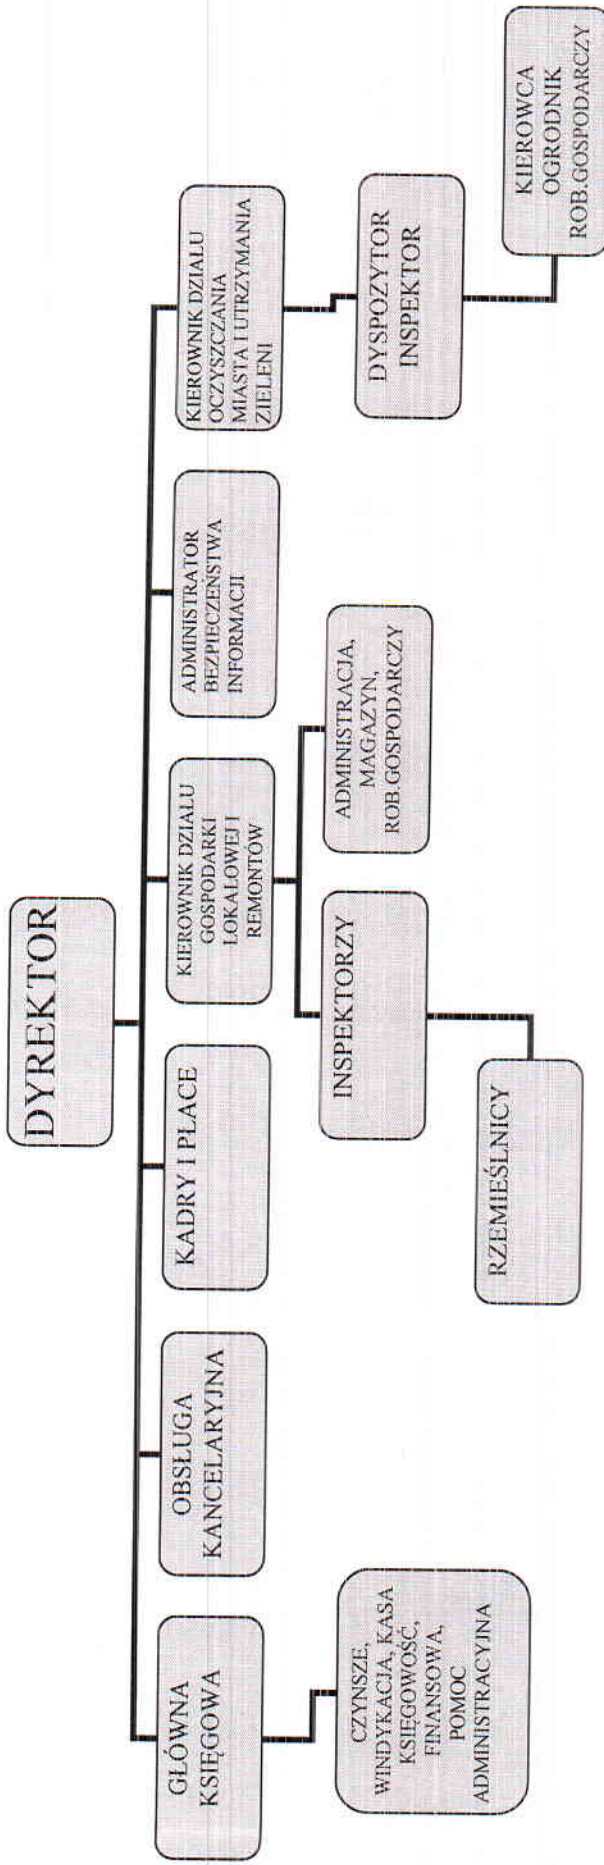 DYREKTOR
GŁÓWNA
KSIĘGOWA
OBSŁUGA
KANCELARYJNA
KADRY I PŁACE
KIEROWNIK DZIAŁU
GOSPODARKI
LOKALOWEJ I
REMONTÓW
ADMINISTRATOR
BEZPIECZEŃSTWA
INFORMACJI
KIEROWNIK DZIAŁU
OCZYSZCZANIA
MIASTA I UTRZYMANIA
ZIELENI
CZYNSZE,
WINDYKACJA, KASA
KSIĘGOWOŚĆ,
FINANSOWA,
POMOC
ADMINISTRACYJNA
INSPEKTORZY
ADMINISTRACJA,
MAGAZYN,
ROB.GOSPODARCZY
DYSPOZYTOR
INSPEKTOR
RZEMIEŚLNICY
KIEROWCA
OGRODNIK
ROB.GOSPODARCZY